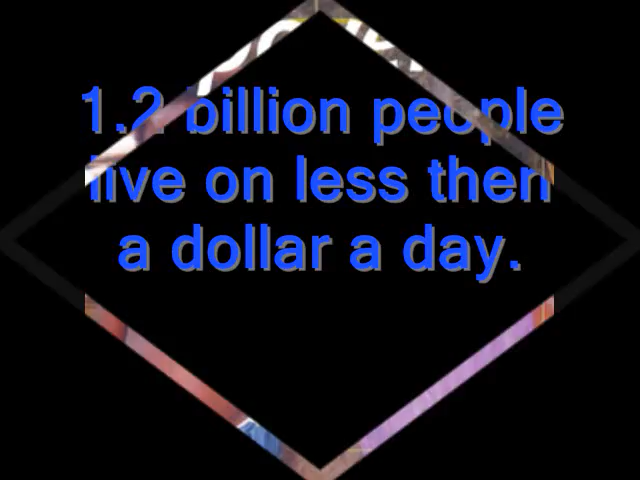 1.2 billion people
live on less then
a dollar a day.